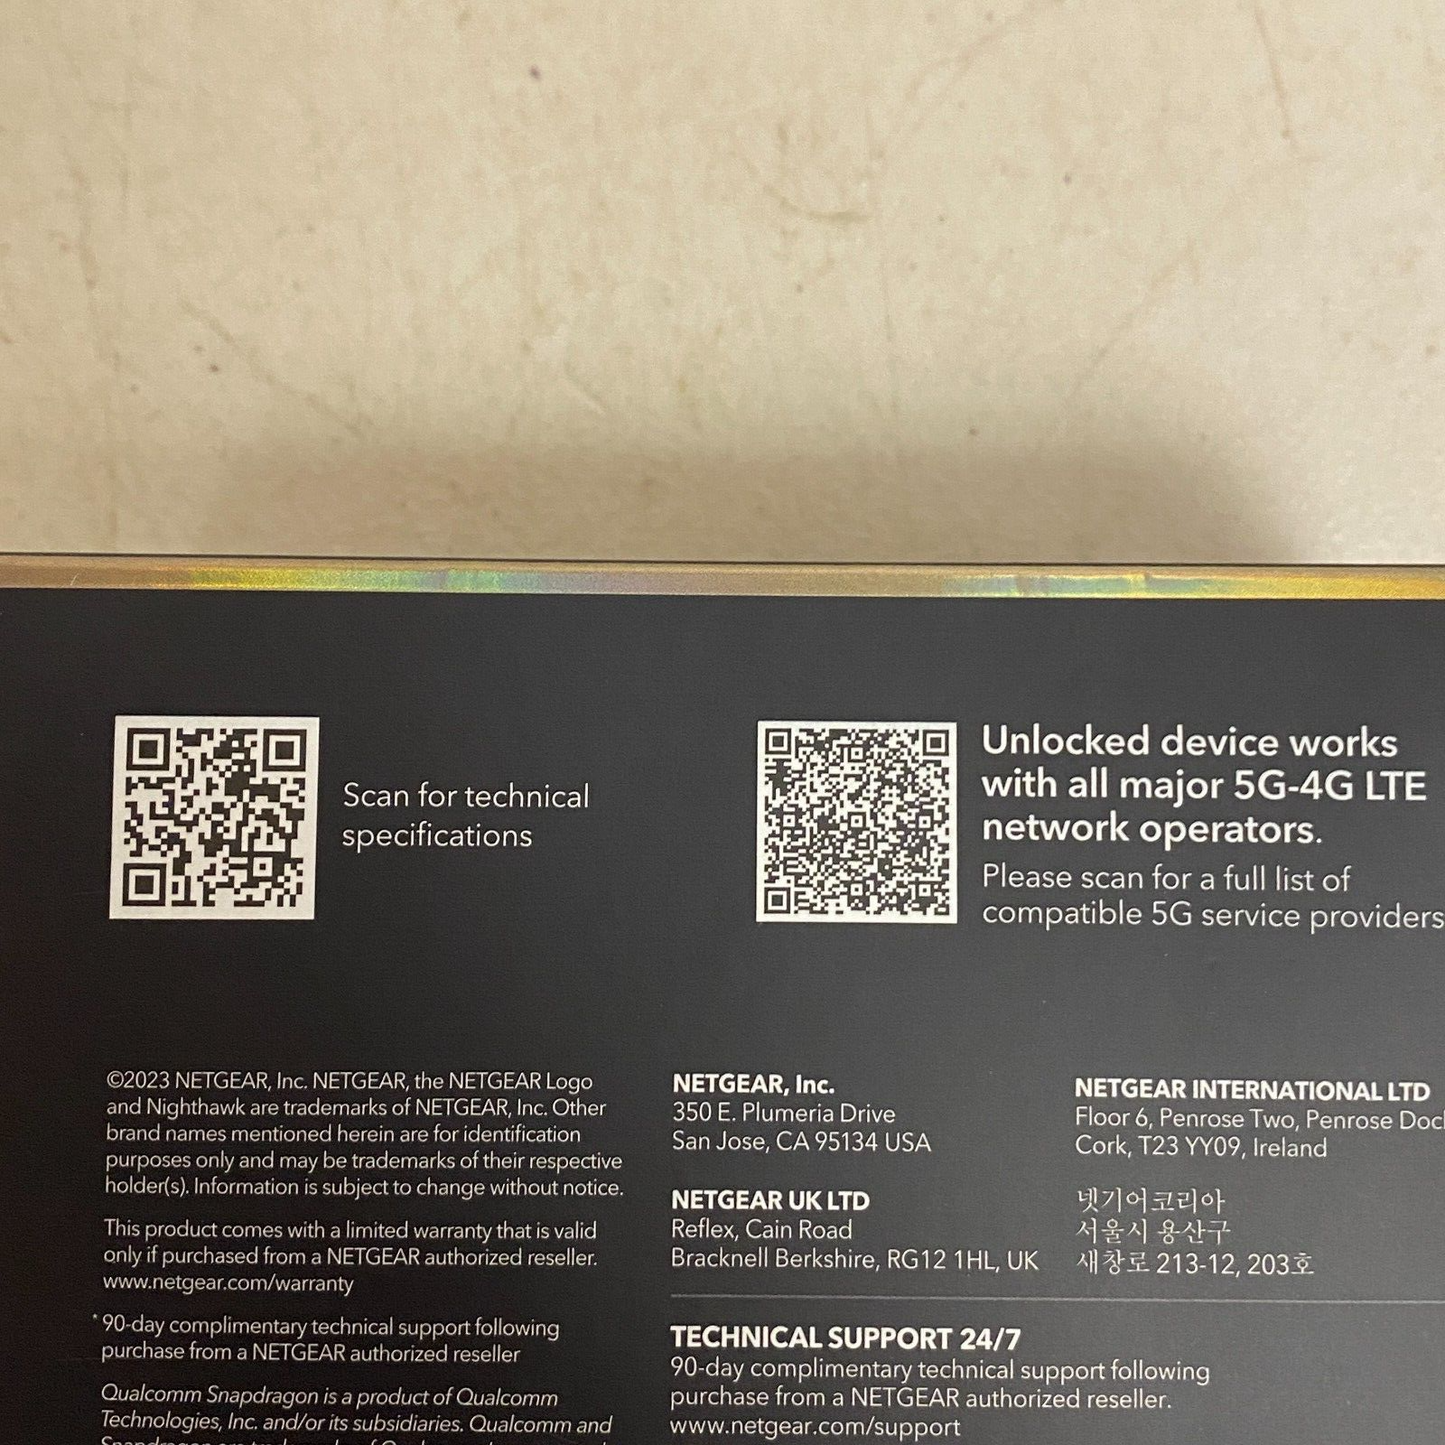 Scan for technical
specifications
Unlocked device works
with all major 5G-4G LTE
network operators.
Please scan for a full list of
compatible 5G service providers
©2023 NETGEAR, Inc. NETGEAR, the NETGEAR Logo
and Nighthawk are trademarks of NETGEAR, Inc. Other
brand names mentioned herein are for identification
purposes only and may be trademarks of their respective
holder(s). Information is subject to change without notice.
This product comes with a limited warranty that is valid
only if purchased from a NETGEAR authorized reseller.
www.netgear.com/warranty
*90-day complimentary technical support following
purchase from a NETGEAR authorized reseller
Qualcomm Snapdragon is a product of Qualcomm
Technologies, Inc. and/or its subsidiaries. Qualcomm and
NETGEAR, Inc.
350 E. Plumeria Drive
San Jose, CA 95134 USA
NETGEAR UK LTD
Reflex, Cain Road
Bracknell Berkshire, RG12 1HL, UK
NETGEAR INTERNATIONAL LTD
Floor 6, Penrose Two, Penrose
Cork, T23 YY09, Ireland
넷기어코리아
서울시 용산구
새창로 213-12, 203호
TECHNICAL SUPPORT 24/7
90-day complimentary technical support following
purchase from a NETGEAR authorized reseller.
www.netgear.com/support